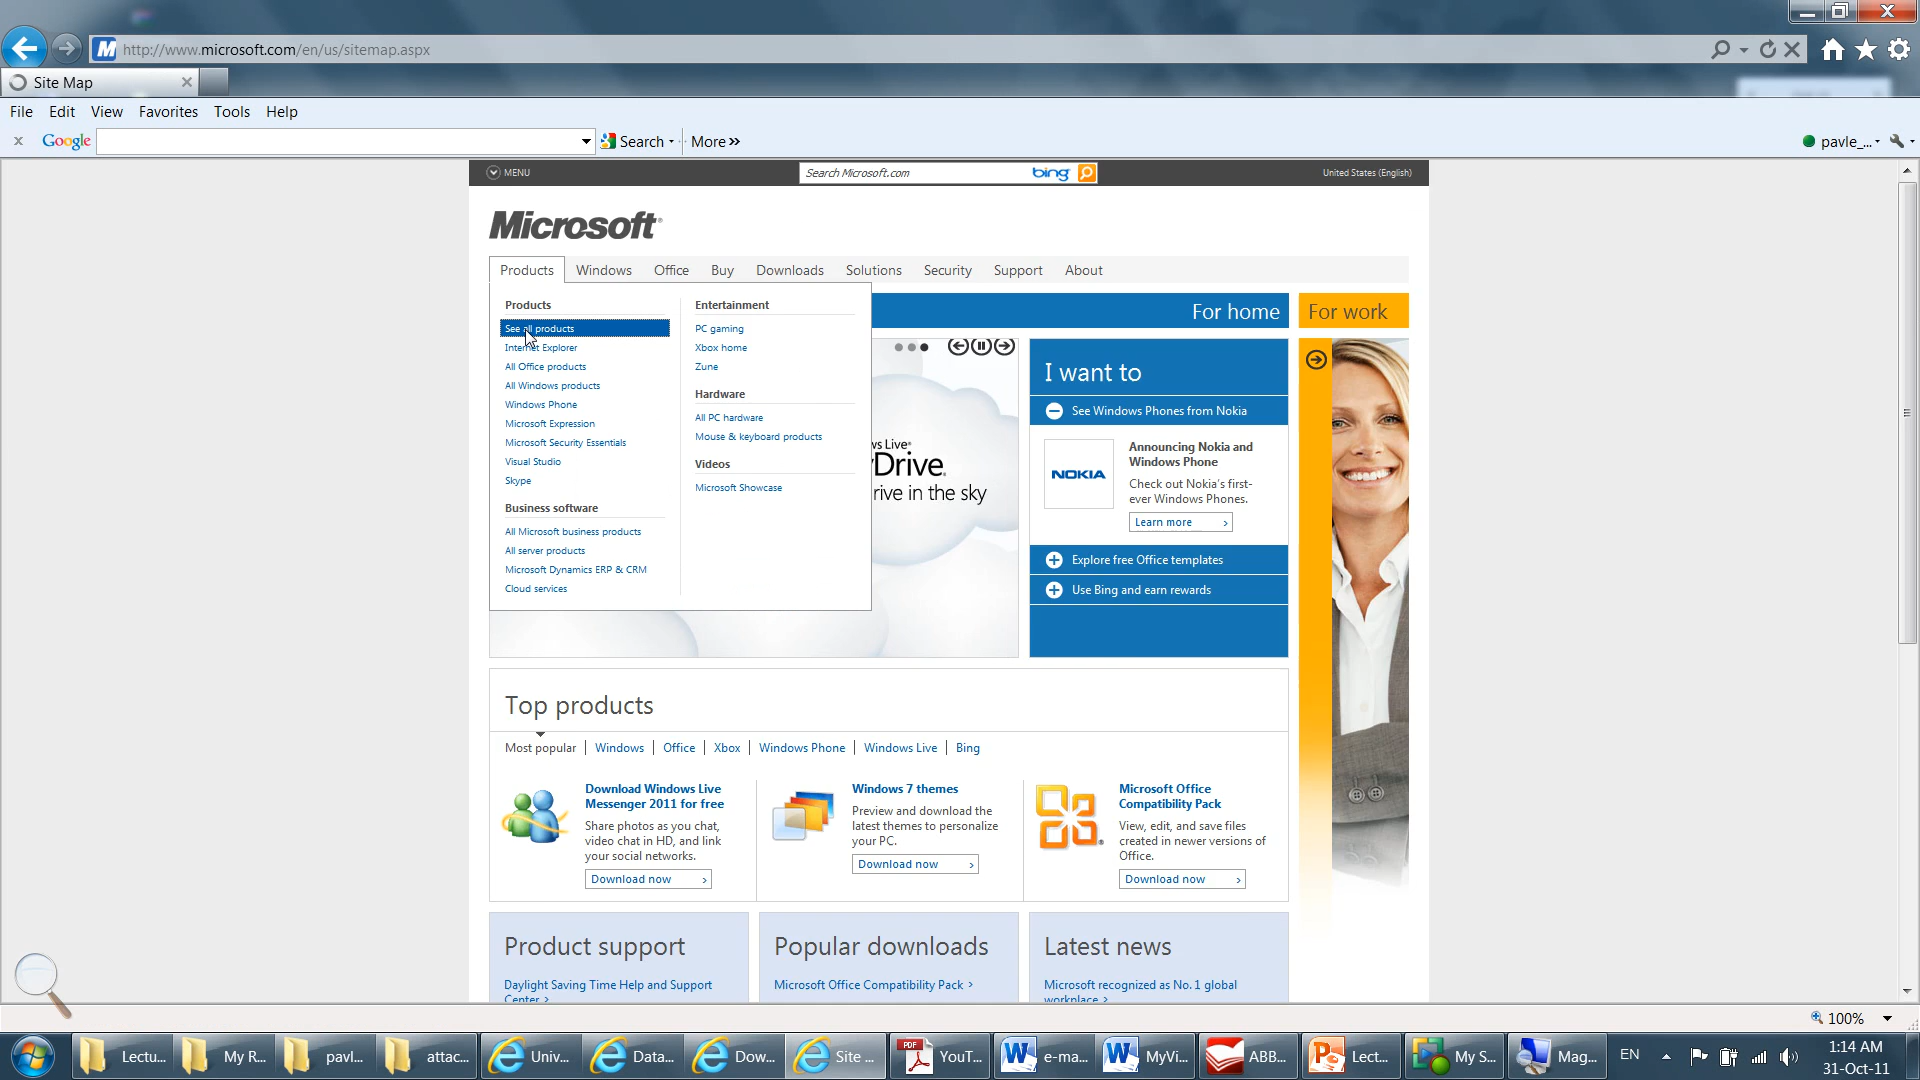 http://www.microsoft.com/en/us/sitemap.aspx
Site Map
File Edit View Favorites Tools Help
x Google Search More »
pavle_...
MENU
Search Microsoft.com
bing
United States (English)
Microsoft
Products Windows Office Buy Downloads Solutions Security Support About
Products
See all products
Internet Explorer
All Office products
All Windows products
Windows Phone
Microsoft Expression
Microsoft Security Essentials
Visual Studio
Skype
Business software
All Microsoft business products
All server products
Microsoft Dynamics ERP & CRM
Cloud services
Entertainment
PC gaming
Xbox home
Zune
Hardware
All PC hardware
Mouse & keyboard products
Videos
Microsoft Showcase
For home
For work
Live
Drive
rive in the sky
I want to
See Windows Phones from Nokia
NOKIA
Announcing Nokia and
Windows Phone
Check out Nokia's first-
ever Windows Phones.
Learn more ›
Explore free Office templates
Use Bing and earn rewards
Top products
Most popular | Windows | Office | Xbox | Windows Phone | Windows Live | Bing
Download Windows Live
Messenger 2011 for free
Share photos as you chat,
video chat in HD, and link
your social networks.
Download now ›
Windows 7 themes
Preview and download the
latest themes to personalize
your PC.
Download now ›
Microsoft Office
Compatibility Pack
View, edit, and save files
created in newer versions of
Office.
Download now ›
Product support
Daylight Saving Time Help and Support
Center ›
Popular downloads
Microsoft Office Compatibility Pack ›
Latest news
Microsoft recognized as No. 1 global
workplace ›
100%
Lectu... My R... pavl... attac... Univ... Data... Dow... Site ... PDF YouT... e-ma... MyVi... ABB... Lect... My S... Mag... EN
1:14 AM
31-Oct-11